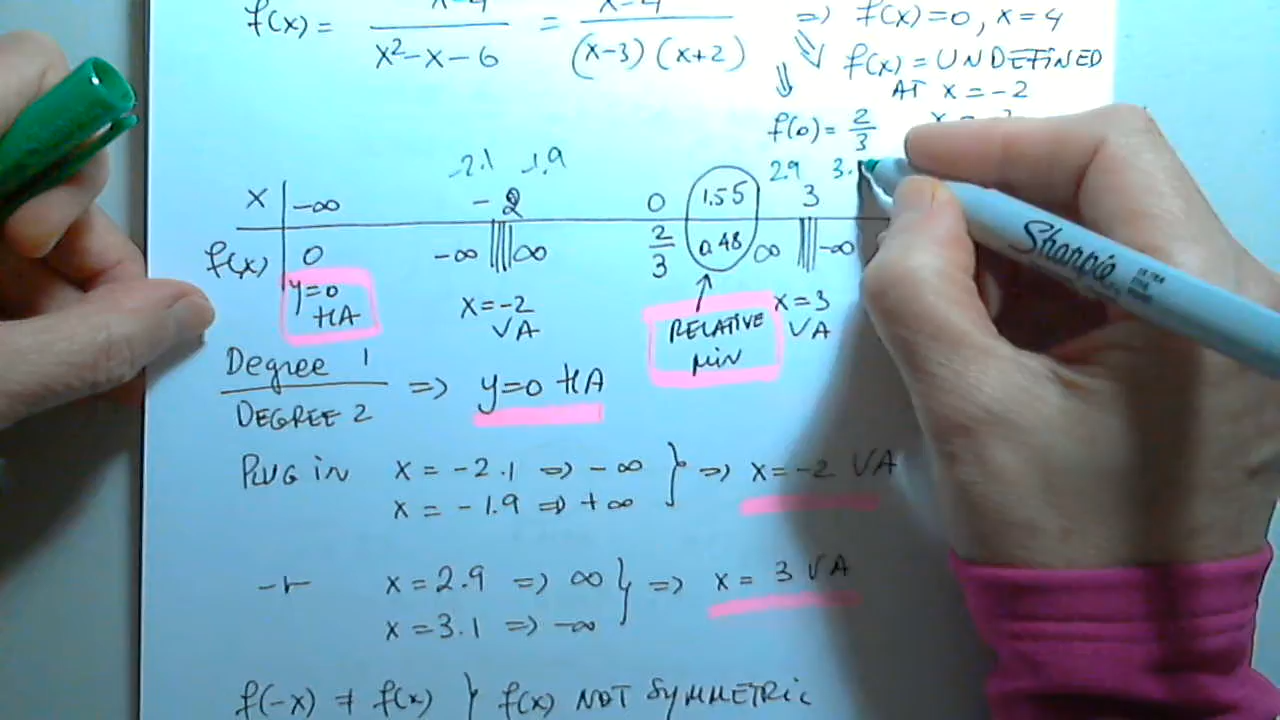 f(x) = x-4 / x²-x-6 = x-4 / (x-3)(x+2) => f(x)=0, x=4
f(x) = UNDEFINED
AT x = -2
f(0) = 2/3
-2.1 -1.9 2.9 3.
x -∞ -2 0 1.55 3
f(x) 0 -∞ ∞ 2/3 0.48 ∞ -∞
y=0 HA
x=-2 VA
RELATIVE MIN
x=3 VA
Degree 1 / DEGREE 2 => y=0 HA
PLUG IN x = -2.1 => -∞
x = -1.9 => +∞
} => x=-2 VA
-"- x = 2.9 => ∞
x = 3.1 => -∞
} => x = 3 VA
f(-x) ≠ f(x) } f(x) NOT SYMMETRIC
Sharpie